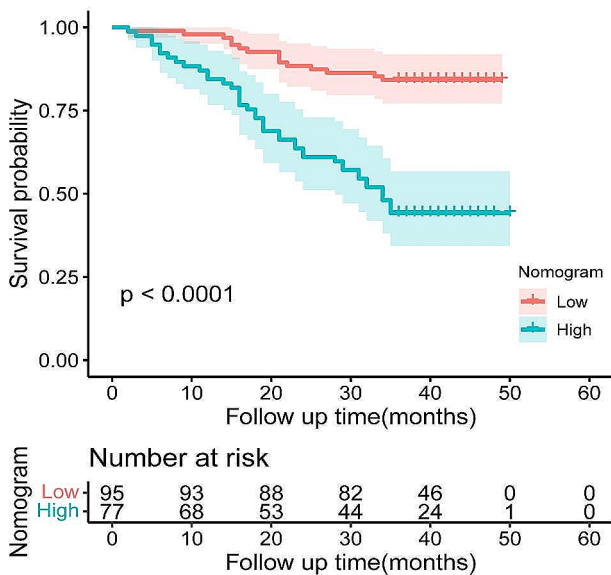 1.00
0.75
0.50
0.25
0.00
Survival probability
p < 0.0001
Nomogram
Low
High
0 10 20 30 40 50 60
Follow up time(months)
Number at risk
Nomogram
Low 95 93 88 82 46 0 0
High 77 68 53 44 24 1 0
0 10 20 30 40 50 60
Follow up time(months)